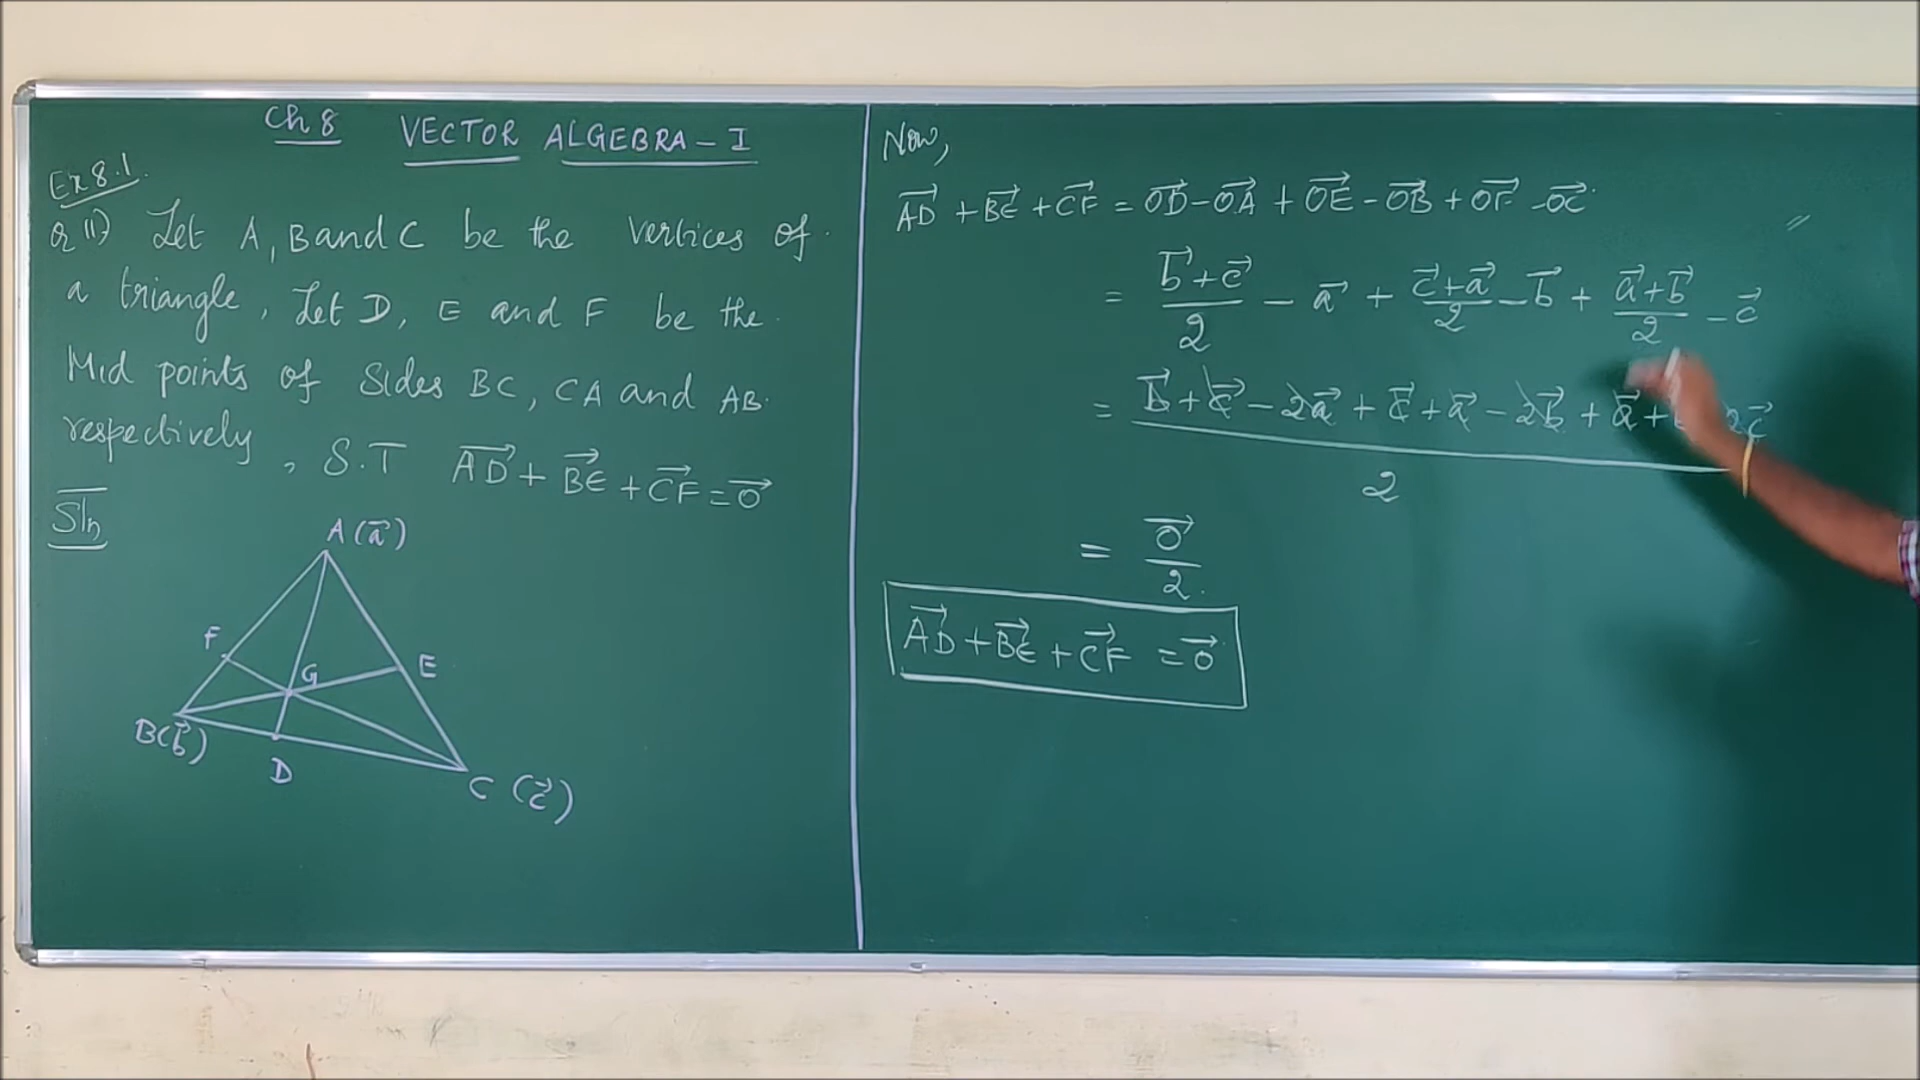 Ch 8 VECTOR ALGEBRA - I
Ex 8.1
Q 11) Let A, B and C be the vertices of
a triangle, Let D, E and F be the
Mid points of Sides BC, CA and AB
respectively, S.T AD⃗ + BE⃗ + CF⃗ = 0⃗
Sln
A (a⃗)
F
G
E
B(b⃗)
D
C (c⃗)
Now,
AD⃗ + BE⃗ + CF⃗ = OD⃗ - OA⃗ + OE⃗ - OB⃗ + OF⃗ - OC⃗
= (b⃗ + c⃗)/2 - a⃗ + (c⃗ + a⃗)/2 - b⃗ + (a⃗ + b⃗)/2 - c⃗
= b⃗ + c⃗ - 2a⃗ + c⃗ + a⃗ - 2b⃗ + a⃗ + 2c⃗
2
= 0⃗/2
AD⃗ + BE⃗ + CF⃗ = 0⃗